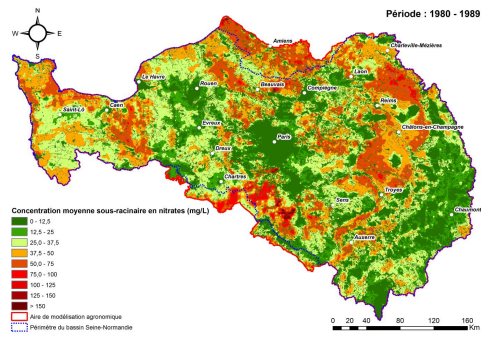 Période : 1980 - 1989
N
W E
S
Amiens
Charleville-Mézières
Le Havre
Laon
Beauvais
Rouen
Compiègne
Saint-Lô
Caen
Reims
Evreux
Châlons-en-Champagne
Paris
Dreux
Chartres
Troyes
Sens
Chaumont
Auxerre
Concentration moyenne sous-racinaire en nitrates (mg/L)
0 - 12,5
12,5 - 25
25,0 - 37,5
37,5 - 50
50,0 - 75
75,0 - 100
100 - 125
125 - 150
> 150
Aire de modélisation agronomique
Périmètre du bassin Seine-Normandie
0 20 40 80 120 160
Km